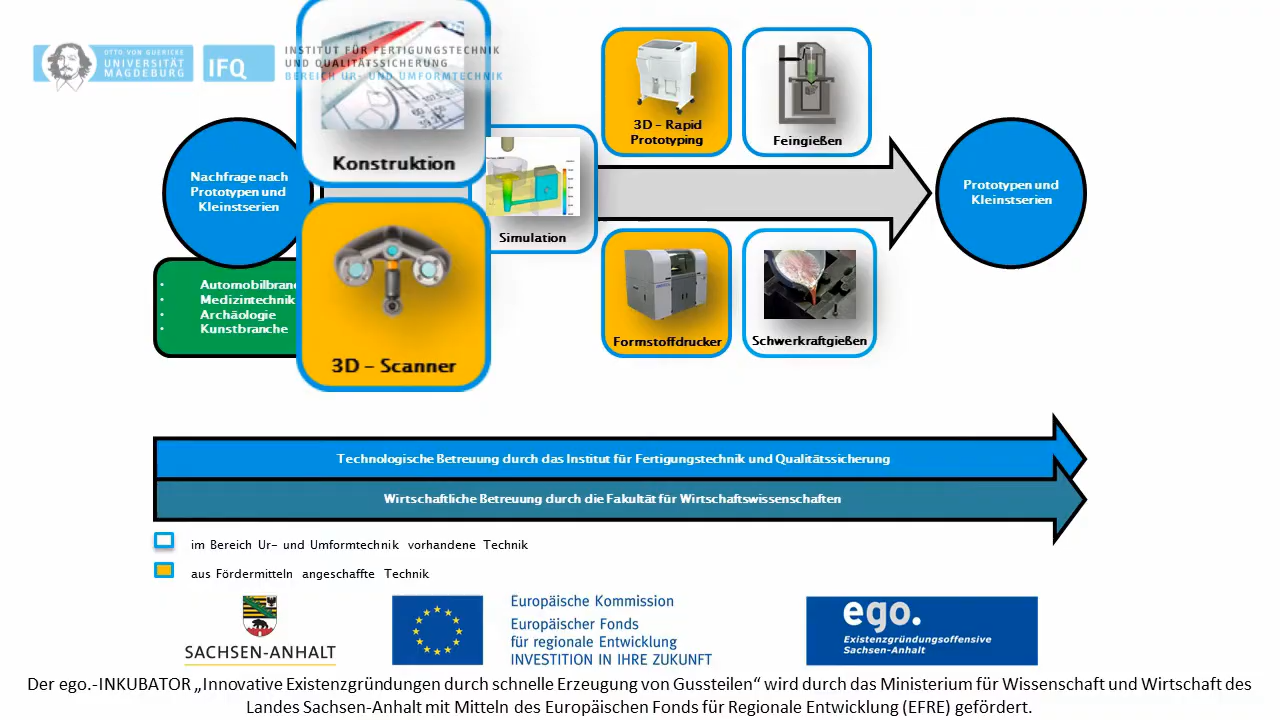 OTTO VON GUERICKE
UNIVERSITÄT
MAGDEBURG
IFQ
INSTITUT FÜR FERTIGUNGSTECHNIK
UND QUALITÄTSSICHERUNG
BEREICH UR- UND UMFORMTECHNIK
Konstruktion
3D – Rapid
Prototyping
Feingießen
Nachfrage nach
Prototypen und
Kleinstserien
Prototypen und
Kleinstserien
Simulation
• Automobilbran
• Medizintechnik
• Archäologie
• Kunstbranche
3D – Scanner
Formstoffdrucker
Schwerkraftgießen
Technologische Betreuung durch das Institut für Fertigungstechnik und Qualitätssicherung
Wirtschaftliche Betreuung durch die Fakultät für Wirtschaftswissenschaften
im Bereich Ur- und Umformtechnik vorhandene Technik
aus Fördermitteln angeschaffte Technik
SACHSEN-ANHALT
Europäische Kommission
Europäischer Fonds
für regionale Entwicklung
INVESTITION IN IHRE ZUKUNFT
ego.
Existenzgründungsoffensive
Sachsen-Anhalt
Der ego.-INKUBATOR „Innovative Existenzgründungen durch schnelle Erzeugung von Gussteilen“ wird durch das Ministerium für Wissenschaft und Wirtschaft des
Landes Sachsen-Anhalt mit Mitteln des Europäischen Fonds für Regionale Entwicklung (EFRE) gefördert.